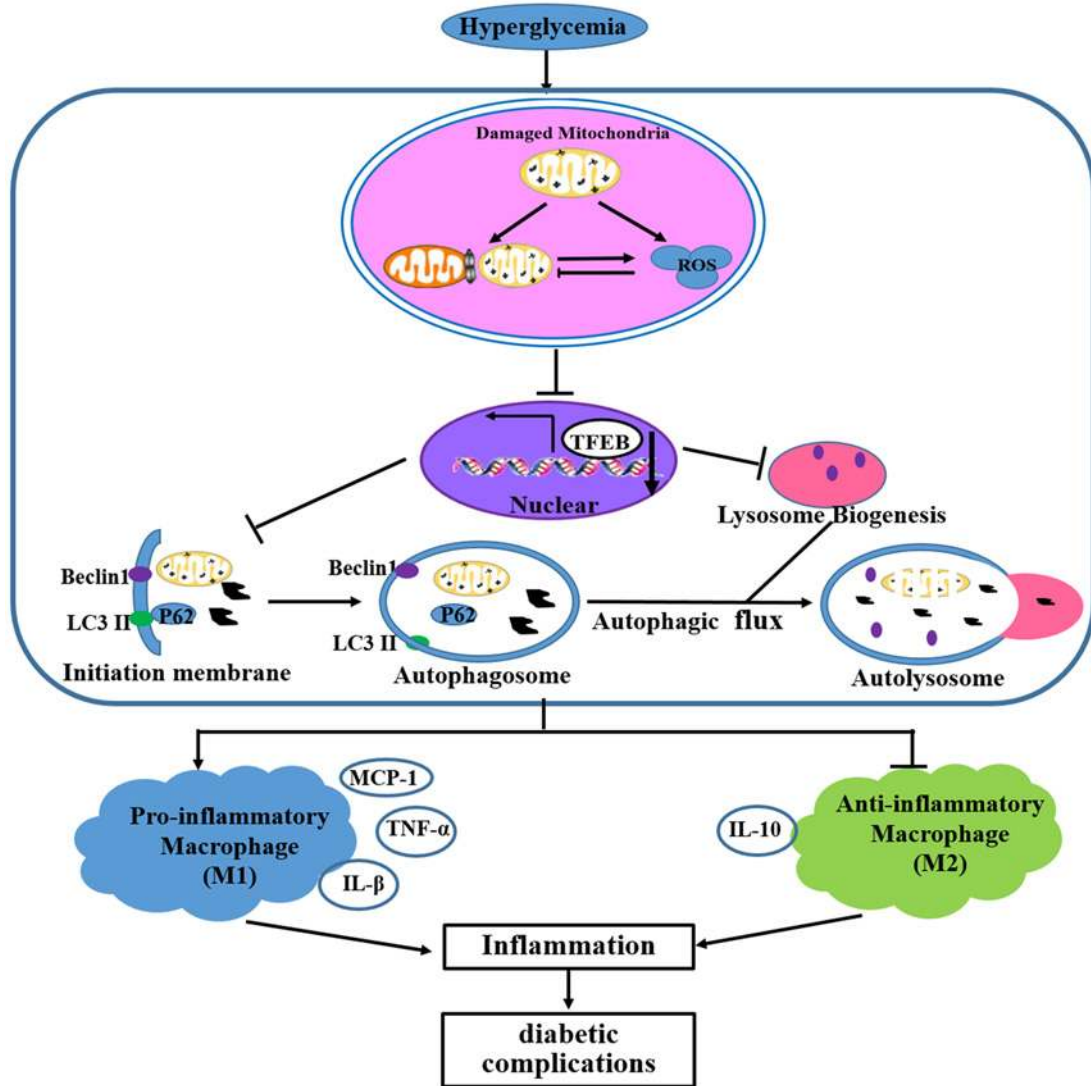 Hyperglycemia
Damaged Mitochondria
ROS
TFEB
Nuclear
Lysosome Biogenesis
Beclin1
LC3 II
P62
Initiation membrane
Beclin1
P62
LC3 II
Autophagosome
Autophagic flux
Autolysosome
Pro-inflammatory
Macrophage
(M1)
MCP-1
TNF-α
IL-β
IL-10
Anti-inflammatory
Macrophage
(M2)
Inflammation
diabetic
complications